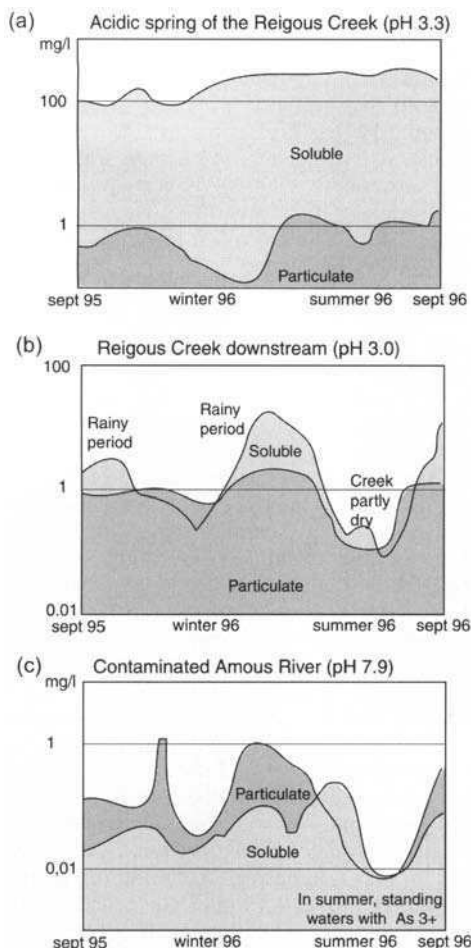 (a) Acidic spring of the Reigous Creek (pH 3.3)
mg/l
100
Soluble
1
Particulate
sept 95 winter 96 summer 96 sept 96
(b) Reigous Creek downstream (pH 3.0)
100
Rainy
period
Rainy
period
Soluble
1
Creek
partly
dry
Particulate
0.01
sept 95 winter 96 summer 96 sept 96
(c) Contaminated Amous River (pH 7.9)
mg/l
1
Particulate
Soluble
0,01
In summer, standing
waters with As 3+
sept 95 winter 96 summer 96 sept 96